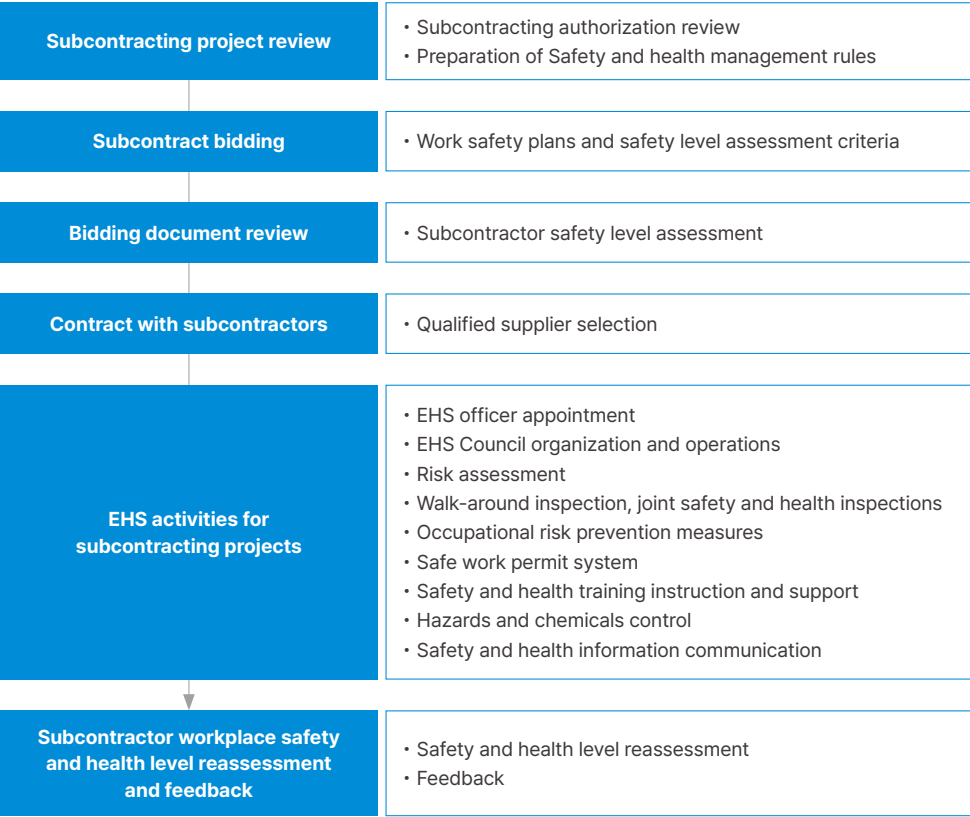 Subcontracting project review
• Subcontracting authorization review
• Preparation of Safety and health management rules
Subcontract bidding
• Work safety plans and safety level assessment criteria
Bidding document review
• Subcontractor safety level assessment
Contract with subcontractors
• Qualified supplier selection
EHS activities for
subcontracting projects
• EHS officer appointment
• EHS Council organization and operations
• Risk assessment
• Walk-around inspection, joint safety and health inspections
• Occupational risk prevention measures
• Safe work permit system
• Safety and health training instruction and support
• Hazards and chemicals control
• Safety and health information communication
Subcontractor workplace safety
and health level reassessment
and feedback
• Safety and health level reassessment
• Feedback